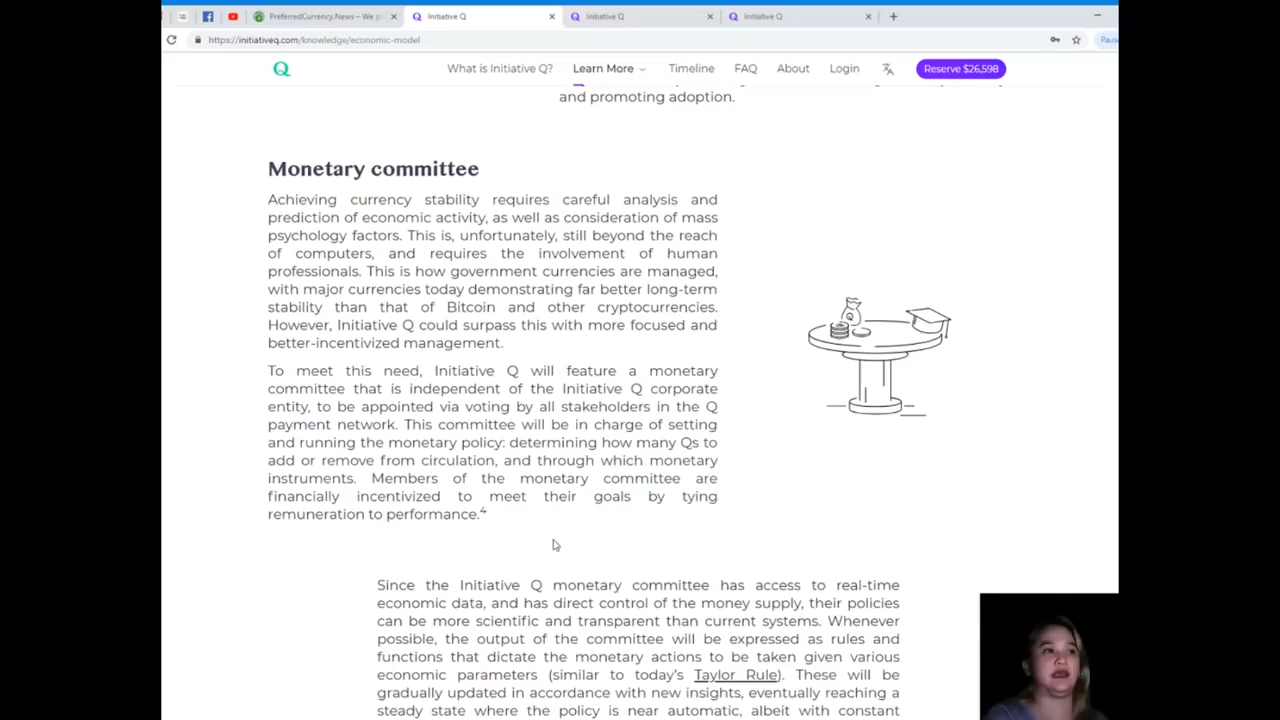 PreferredCurrency.News – We pr
Initiative Q
Initiative Q
Initiative Q
https://initiativeq.com/knowledge/economic-model
Paus
Q
What is Initiative Q?
Learn More
Timeline
FAQ
About
Login
Reserve $26,598
and promoting adoption.
Monetary committee
Achieving currency stability requires careful analysis and
prediction of economic activity, as well as consideration of mass
psychology factors. This is, unfortunately, still beyond the reach
of computers, and requires the involvement of human
professionals. This is how government currencies are managed,
with major currencies today demonstrating far better long-term
stability than that of Bitcoin and other cryptocurrencies.
However, Initiative Q could surpass this with more focused and
better-incentivized management.
To meet this need, Initiative Q will feature a monetary
committee that is independent of the Initiative Q corporate
entity, to be appointed via voting by all stakeholders in the Q
payment network. This committee will be in charge of setting
and running the monetary policy: determining how many Qs to
add or remove from circulation, and through which monetary
instruments. Members of the monetary committee are
financially incentivized to meet their goals by tying
remuneration to performance.⁴
Since the Initiative Q monetary committee has access to real-time
economic data, and has direct control of the money supply, their policies
can be more scientific and transparent than current systems. Whenever
possible, the output of the committee will be expressed as rules and
functions that dictate the monetary actions to be taken given various
economic parameters (similar to today's Taylor Rule). These will be
gradually updated in accordance with new insights, eventually reaching a
steady state where the policy is near automatic, albeit with constant